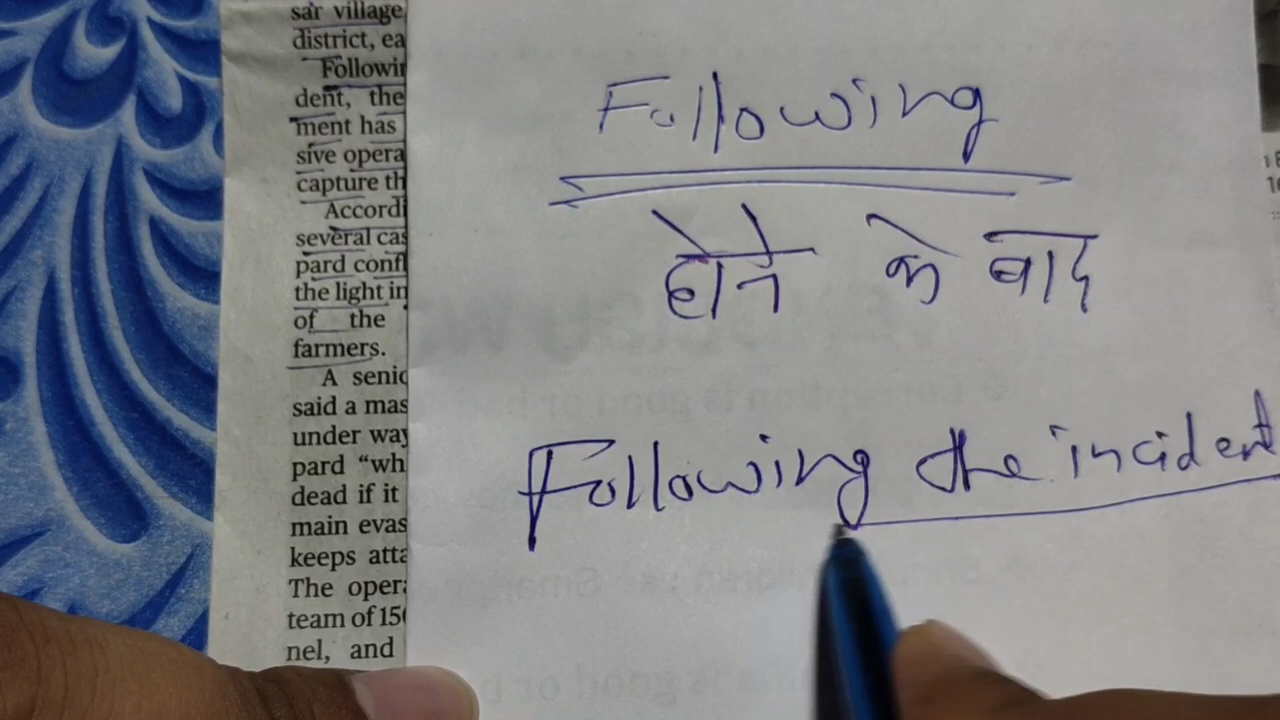 sar village
district, ea
Followin
dent, the
ment has
sive opera
capture th
Accordi
several cas
pard confl
the light in
of the
farmers.
A senio
said a mas
under way
pard “wh
dead if it
main evas
keeps atta
The opera
team of 150
nel, and
Following
होने के बाद
Following the incident